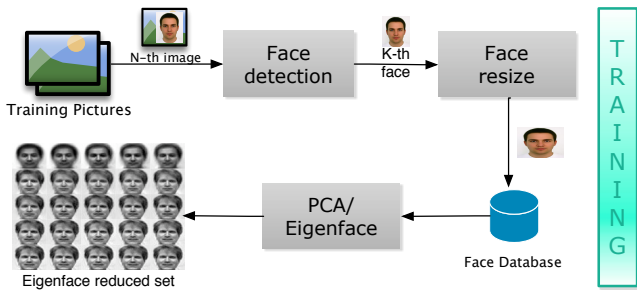 Training Pictures
N-th image
Face
detection
K-th
face
Face
resize
Face Database
PCA/
Eigenface
Eigenface reduced set
T
R
A
I
N
I
N
G